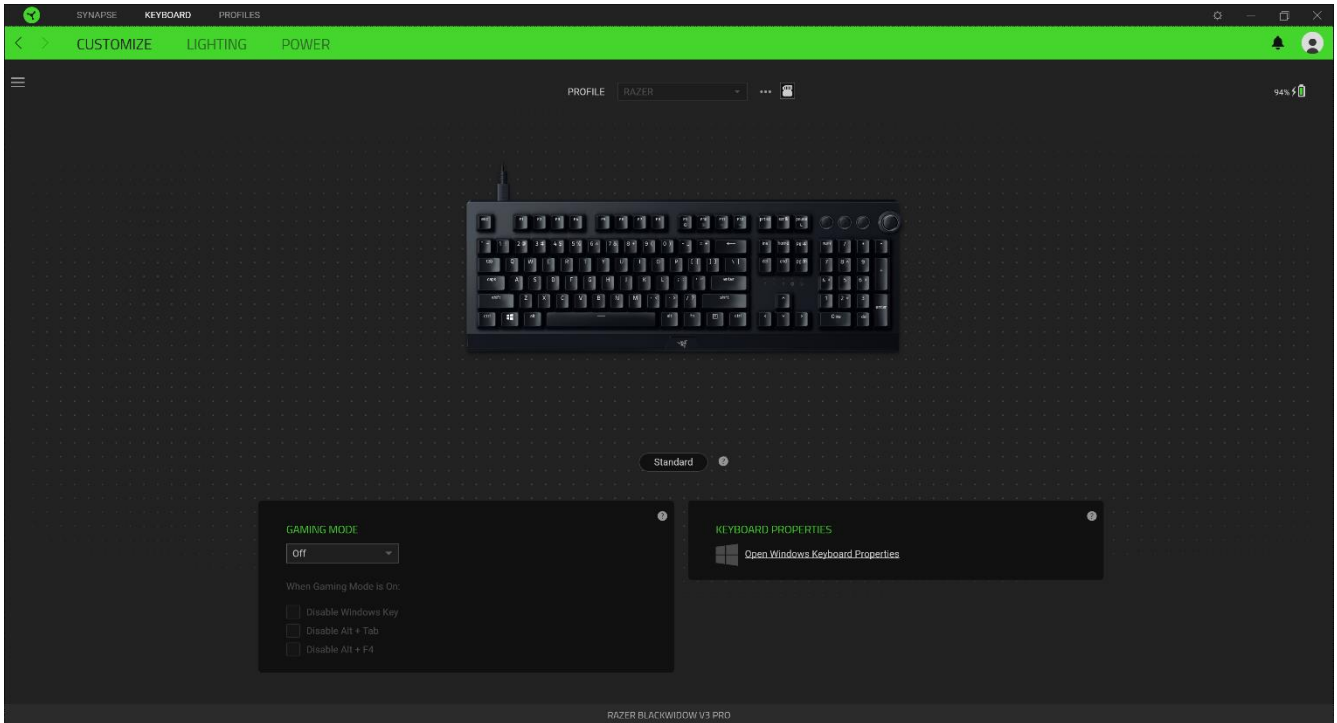 SYNAPSE KEYBOARD PROFILES
CUSTOMIZE LIGHTING POWER
PROFILE RAZER
94%
Standard
GAMING MODE
Off
When Gaming Mode is On:
Disable Windows Key
Disable Alt + Tab
Disable Alt + F4
KEYBOARD PROPERTIES
Open Windows Keyboard Properties
RAZER BLACKWIDOW V3 PRO